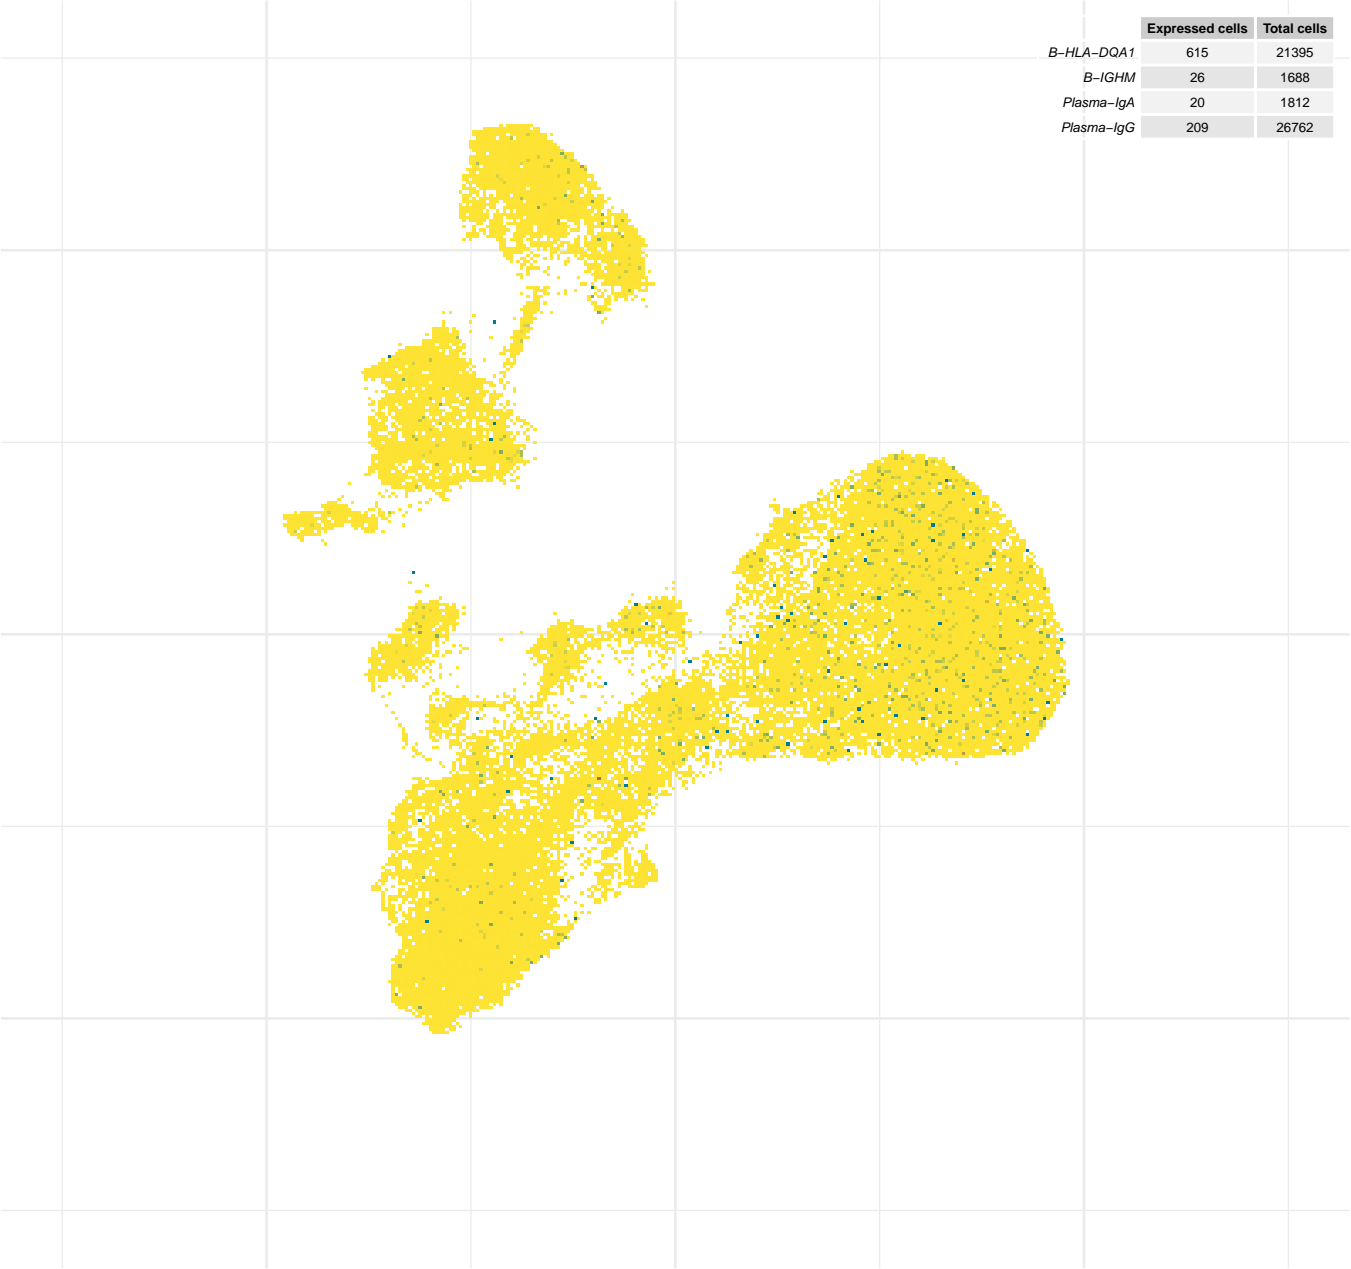 Expressed cells Total cells
B−HLA−DQA1 615 21395
B−IGHM 26 1688
Plasma−IgA 20 1812
Plasma−IgG 209 26762